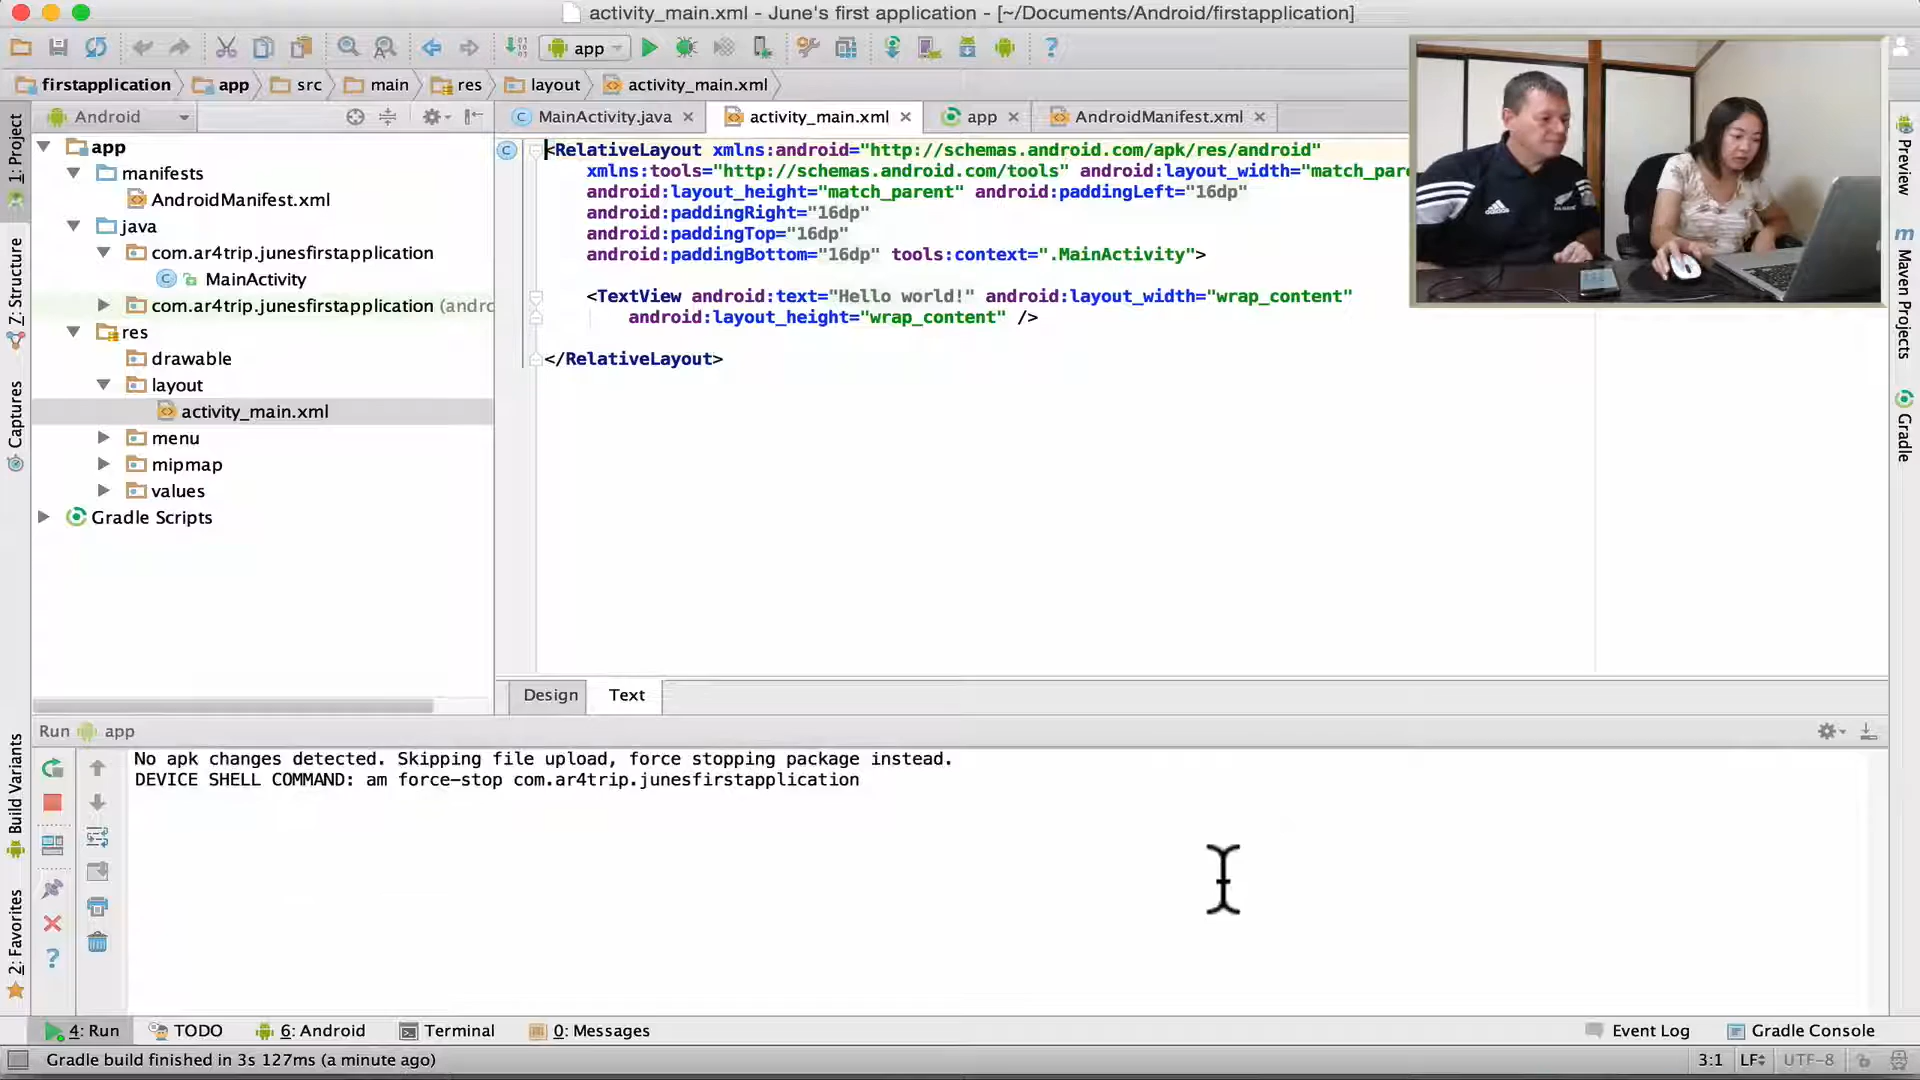 activity_main.xml - June's first application - [~/Documents/Android/firstapplication]
app
firstapplication app src main res layout activity_main.xml
Android
MainActivity.java activity_main.xml app AndroidManifest.xml
1: Project
7: Structure
Captures
Build Variants
2: Favorites
app
manifests
AndroidManifest.xml
java
com.ar4trip.junesfirstapplication
MainActivity
com.ar4trip.junesfirstapplication (andro
res
drawable
layout
activity_main.xml
menu
mipmap
values
Gradle Scripts
<RelativeLayout xmlns:android="http://schemas.android.com/apk/res/android"
xmlns:tools="http://schemas.android.com/tools" android:layout_width="match_pare
android:layout_height="match_parent" android:paddingLeft="16dp"
android:paddingRight="16dp"
android:paddingTop="16dp"
android:paddingBottom="16dp" tools:context=".MainActivity">
<TextView android:text="Hello world!" android:layout_width="wrap_content"
android:layout_height="wrap_content" />
</RelativeLayout>
adidas
Preview
Maven Projects
Gradle
Design Text
Run app
No apk changes detected. Skipping file upload, force stopping package instead.
DEVICE SHELL COMMAND: am force-stop com.ar4trip.junesfirstapplication
4: Run TODO 6: Android Terminal 0: Messages Event Log Gradle Console
Gradle build finished in 3s 127ms (a minute ago) 3:1 LF UTF-8